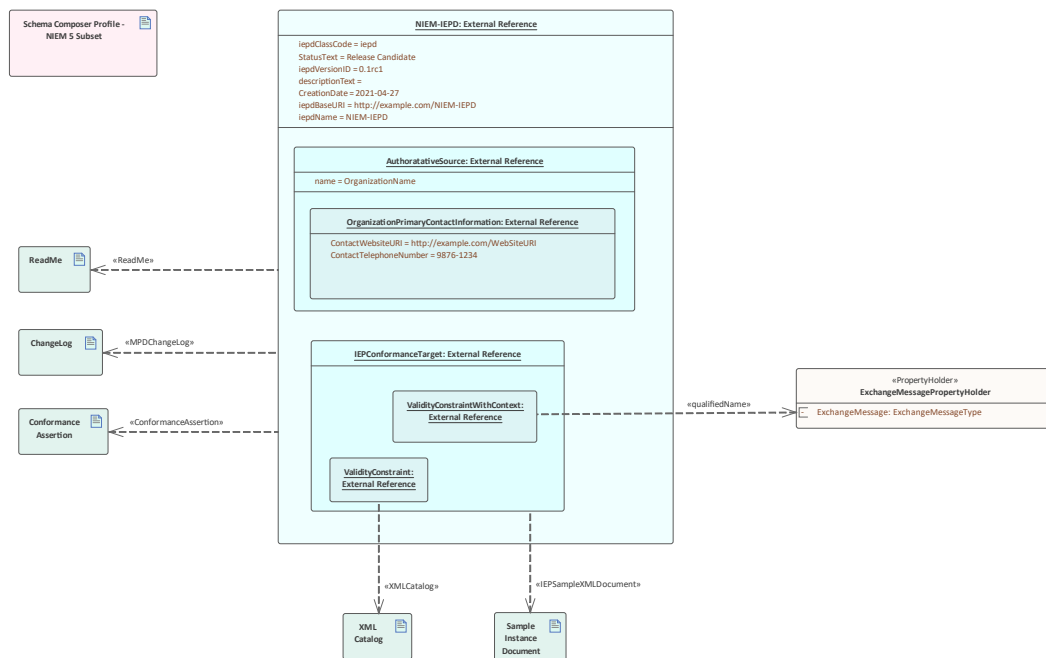 Schema Composer Profile -
NIEM 5 Subset
NIEM-IEPD: External Reference
iepdClassCode = iepd
StatusText = Release Candidate
iepdVersionID = 0.1rc1
descriptionText =
CreationDate = 2021-04-27
iepdBaseURI = http://example.com/NIEM-IEPD
iepdName = NIEM-IEPD
AuthoratativeSource: External Reference
name = OrganizationName
OrganizationPrimaryContactInformation: External Reference
ContactWebsiteURI = http://example.com/WebSiteURI
ContactTelephoneNumber = 9876-1234
ReadMe
«ReadMe»
ChangeLog
«MPDChangeLog»
Conformance
Assertion
«ConformanceAssertion»
IEPConformanceTarget: External Reference
ValidityConstraintWithContext:
External Reference
ValidityConstraint:
External Reference
«qualifiedName»
«PropertyHolder»
ExchangeMessagePropertyHolder
ExchangeMessage: ExchangeMessageType
«XMLCatalog»
«IEPSampleXMLDocument»
XML
Catalog
Sample
Instance
Document